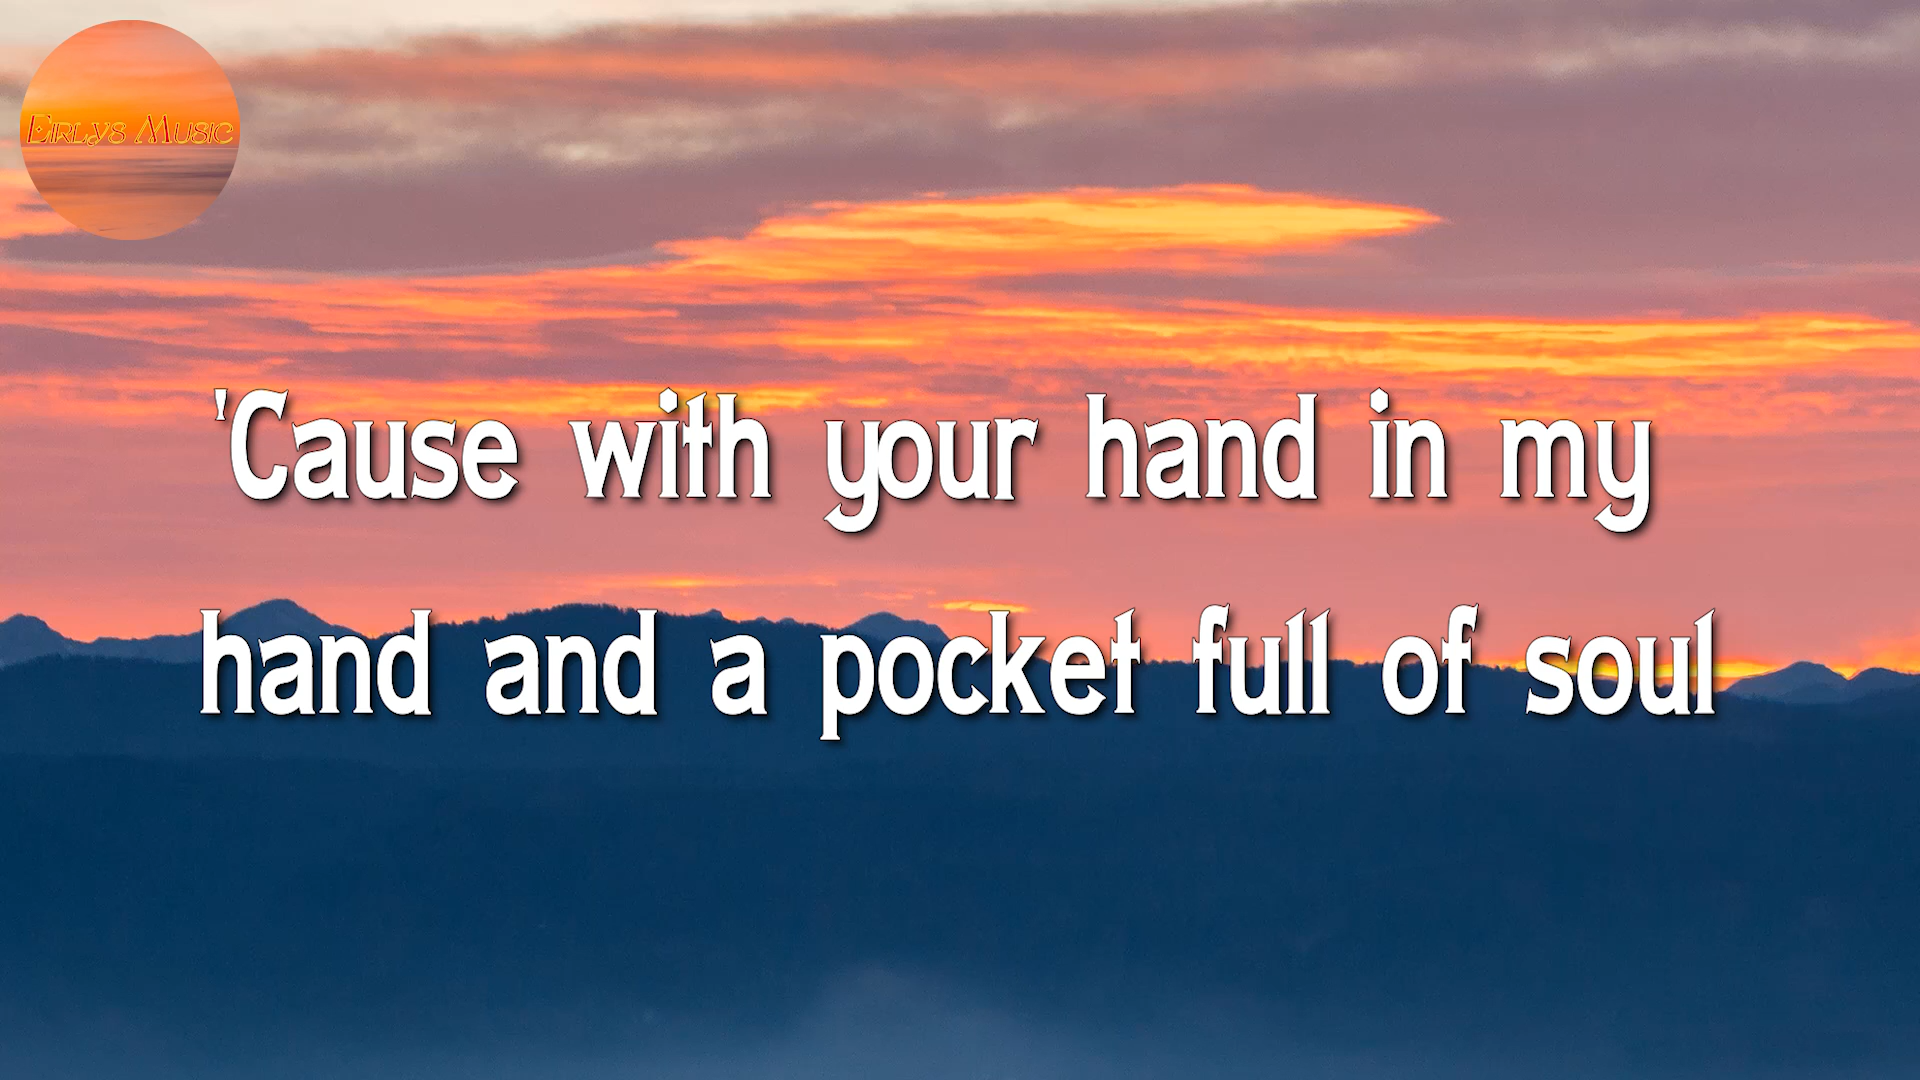 Eirlys Music
'Cause with your hand in my
hand and a pocket full of soul